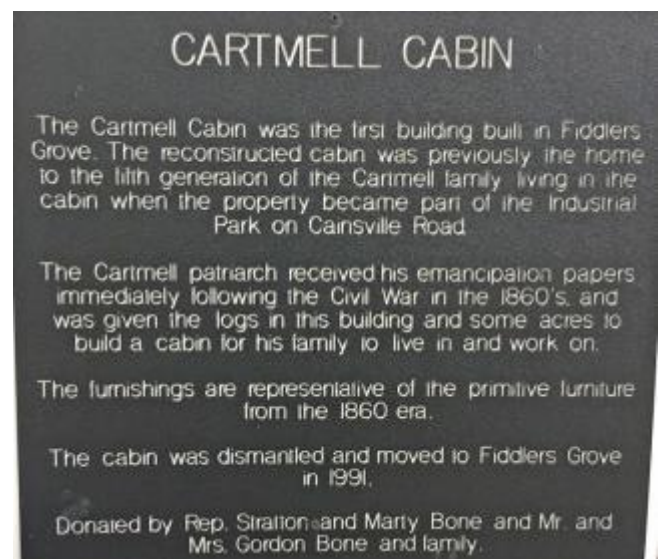 CARTMELL CABIN
The Cartmell Cabin was the first building built in Fiddlers
Grove. The reconstructed cabin was previously the home
to the fifth generation of the Cartmell family living in the
cabin when the property became part of the Industrial
Park on Cainsville Road.
The Cartmell patriarch received his emancipation papers
immediately following the Civil War in the 1860's, and
was given the logs in this building and some acres to
build a cabin for his family to live in and work on.
The furnishings are representative of the primitive furniture
from the 1860 era.
The cabin was dismantled and moved to Fiddlers Grove
in 1991.
Donated by Rep. Stratton and Marty Bone and Mr. and
Mrs. Gordon Bone and family.